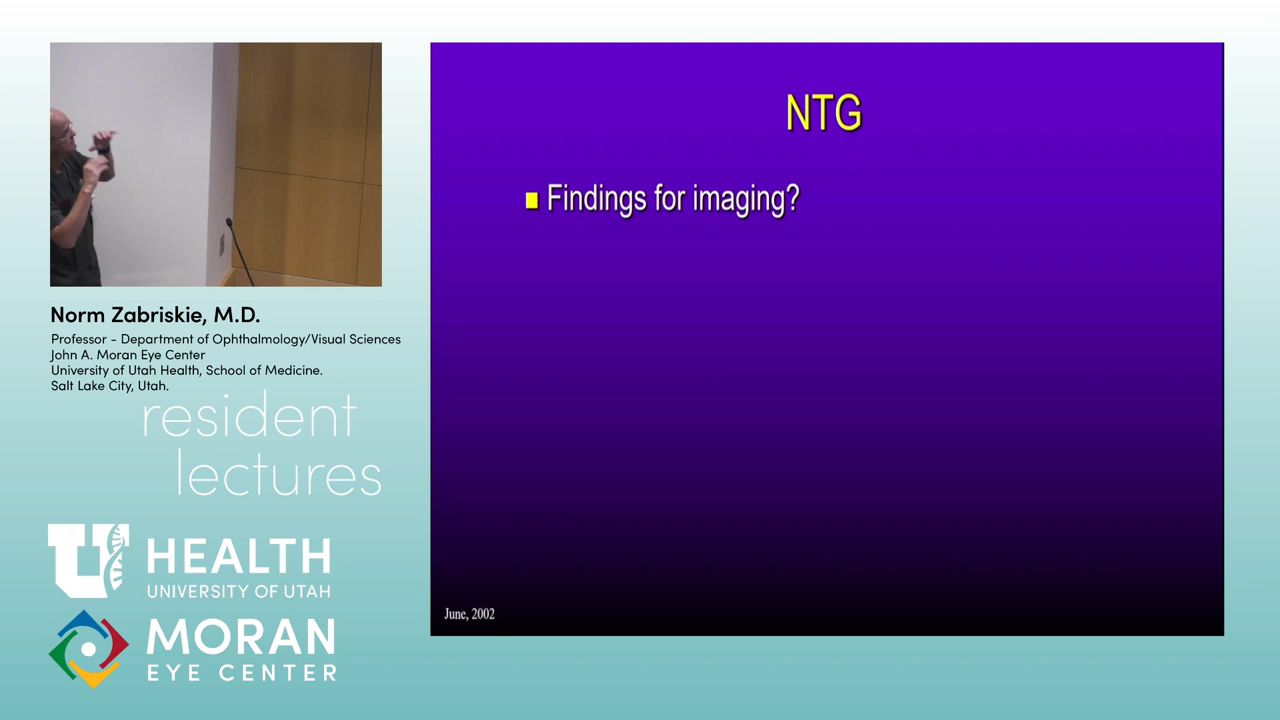 Norm Zabriskie, M.D.
Professor - Department of Ophthalmology/Visual Sciences
John A. Moran Eye Center
University of Utah Health, School of Medicine.
Salt Lake City, Utah.
resident
lectures
U HEALTH
UNIVERSITY OF UTAH
MORAN
EYE CENTER
NTG
Findings for imaging?
June, 2002